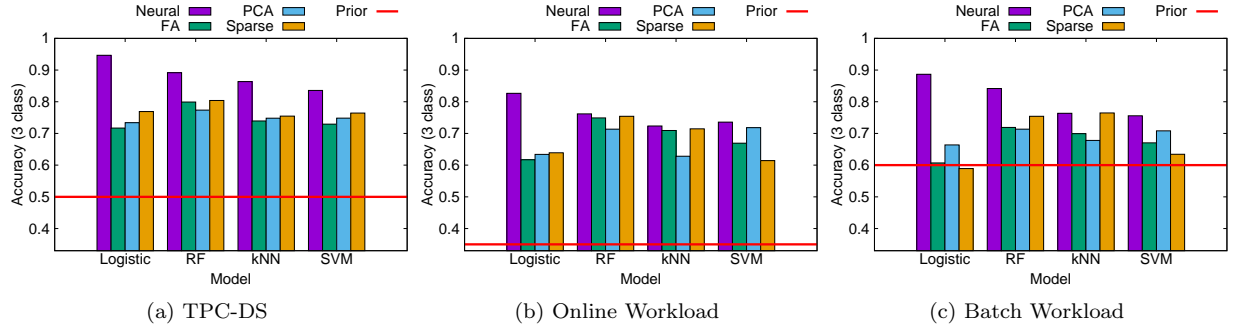 Neural PCA Prior
FA Sparse
1
0.9
0.8
0.7
0.6
0.5
0.4
Accuracy (3 class)
Logistic RF kNN SVM
Model
(a) TPC-DS
Neural PCA Prior
FA Sparse
1
0.9
0.8
0.7
0.6
0.5
0.4
Accuracy (3 class)
Logistic RF kNN SVM
Model
(b) Online Workload
Neural PCA Prior
FA Sparse
1
0.9
0.8
0.7
0.6
0.5
0.4
Accuracy (3 class)
Logistic RF kNN SVM
Model
(c) Batch Workload